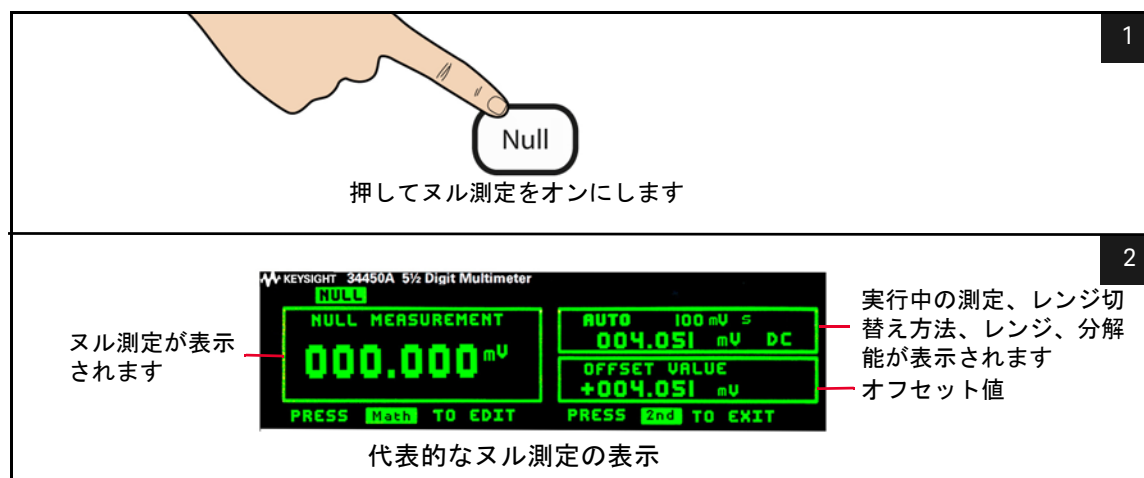 1
Null
押してヌル測定をオンにします
2
KEYSIGHT 34450A 5½ Digit Multimeter
NULL
NULL MEASUREMENT
000.000 mV
AUTO 100 mV S
004.051 mV DC
OFFSET VALUE
+004.051 mV
PRESS Math TO EDIT
PRESS 2nd TO EXIT
ヌル測定が表示
されます
実行中の測定、レンジ切
替え方法、レンジ、分解
能が表示されます
オフセット値
代表的なヌル測定の表示